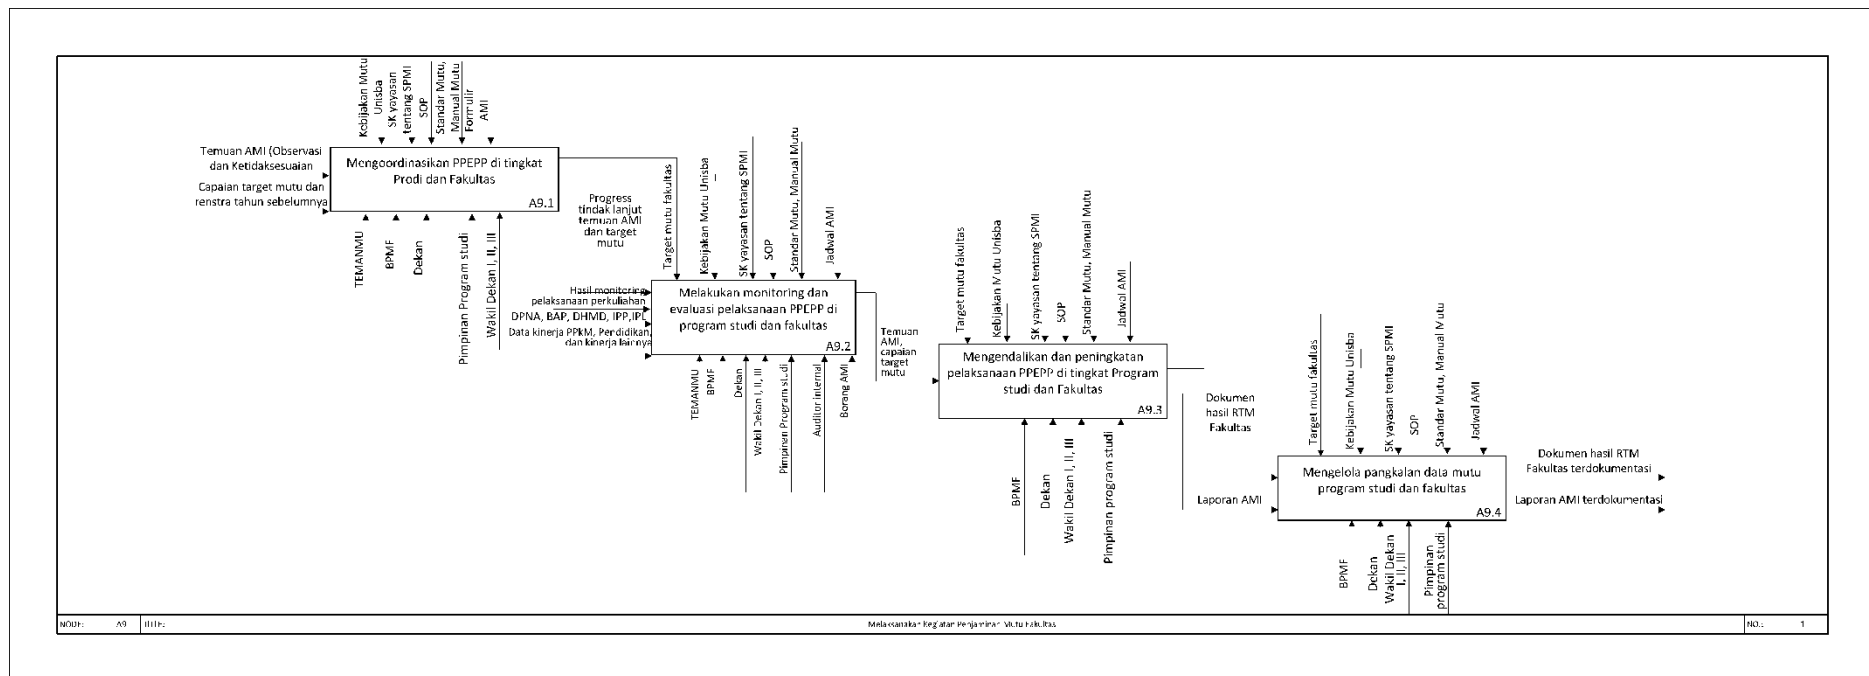 Kebijakan Mutu
Unisba
SK yayasan
tentang SPMI
SOP
Standar Mutu,
Manual Mutu
Formulir
AMI
Temuan AMI (Observasi
dan Ketidaksesuaian
Capaian target mutu dan
renstra tahun sebelumnya
Mengoordinasikan PPEPP di tingkat
Prodi dan Fakultas
A9.1
TEMANMU
BPMF
Dekan
Pimpinan Program studi
Wakil Dekan I, II, III
Progress
tindak lanjut
temuan AMI
dan target
mutu
Target mutu fakultas
Kebijakan Mutu Unisba
SK yayasan tentang SPMI
SOP
Standar Mutu, Manual Mutu
Jadwal AMI
Hasil monitoring
pelaksanaan perkuliahan
DPNA, BAP, DHMD, IPP,IPL
Data kinerja PPkM, Pendidikan,
dan kinerja lainnya
Melakukan monitoring dan
evaluasi pelaksanaan PPEPP di
program studi dan fakultas
A9.2
TEMANMU
BPMF
Dekan
Wakil Dekan I, II, III
Pimpinan Program studi
Auditor internal
Borang AMI
Temuan
AMI,
capaian
target
mutu
Target mutu fakultas
Kebijakan Mutu Unisba
SK yayasan tentang SPMI
SOP
Standar Mutu, Manual Mutu
Jadwal AMI
Mengendalikan dan peningkatan
pelaksanaan PPEPP di tingkat Program
studi dan Fakultas
A9.3
BPMF
Dekan
Wakil Dekan I, II, III
Pimpinan program studi
Dokumen
hasil RTM
Fakultas
Laporan AMI
Target mutu fakultas
Kebijakan Mutu Unisba
SK yayasan tentang SPMI
SOP
Standar Mutu, Manual Mutu
Jadwal AMI
Mengelola pangkalan data mutu
program studi dan fakultas
A9.4
BPMF
Dekan
Wakil Dekan
I, II, III
Pimpinan
program studi
Dokumen hasil RTM
Fakultas terdokumentasi
Laporan AMI terdokumentasi
NODE: A9 TITLE: Melaksanakan Kegiatan Penjaminan Mutu Fakultas NO.: 1